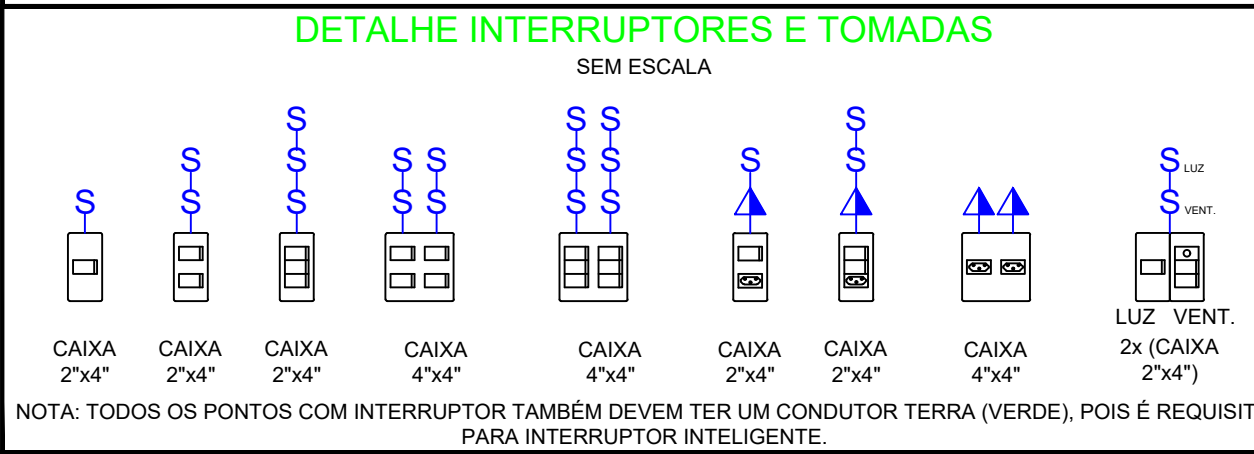 DETALHE INTERRUPTORES E TOMADAS
SEM ESCALA
S
S
S
S
S
S
S S
S S
S S
S S
S S
S
S
S
S LUZ
S VENT.
LUZ VENT.
CAIXA
2"x4"
CAIXA
2"x4"
CAIXA
2"x4"
CAIXA
4"x4"
CAIXA
4"x4"
CAIXA
2"x4"
CAIXA
2"x4"
CAIXA
4"x4"
2x (CAIXA
2"x4")
NOTA: TODOS OS PONTOS COM INTERRUPTOR TAMBÉM DEVEM TER UM CONDUTOR TERRA (VERDE), POIS É REQUISIT
PARA INTERRUPTOR INTELIGENTE.